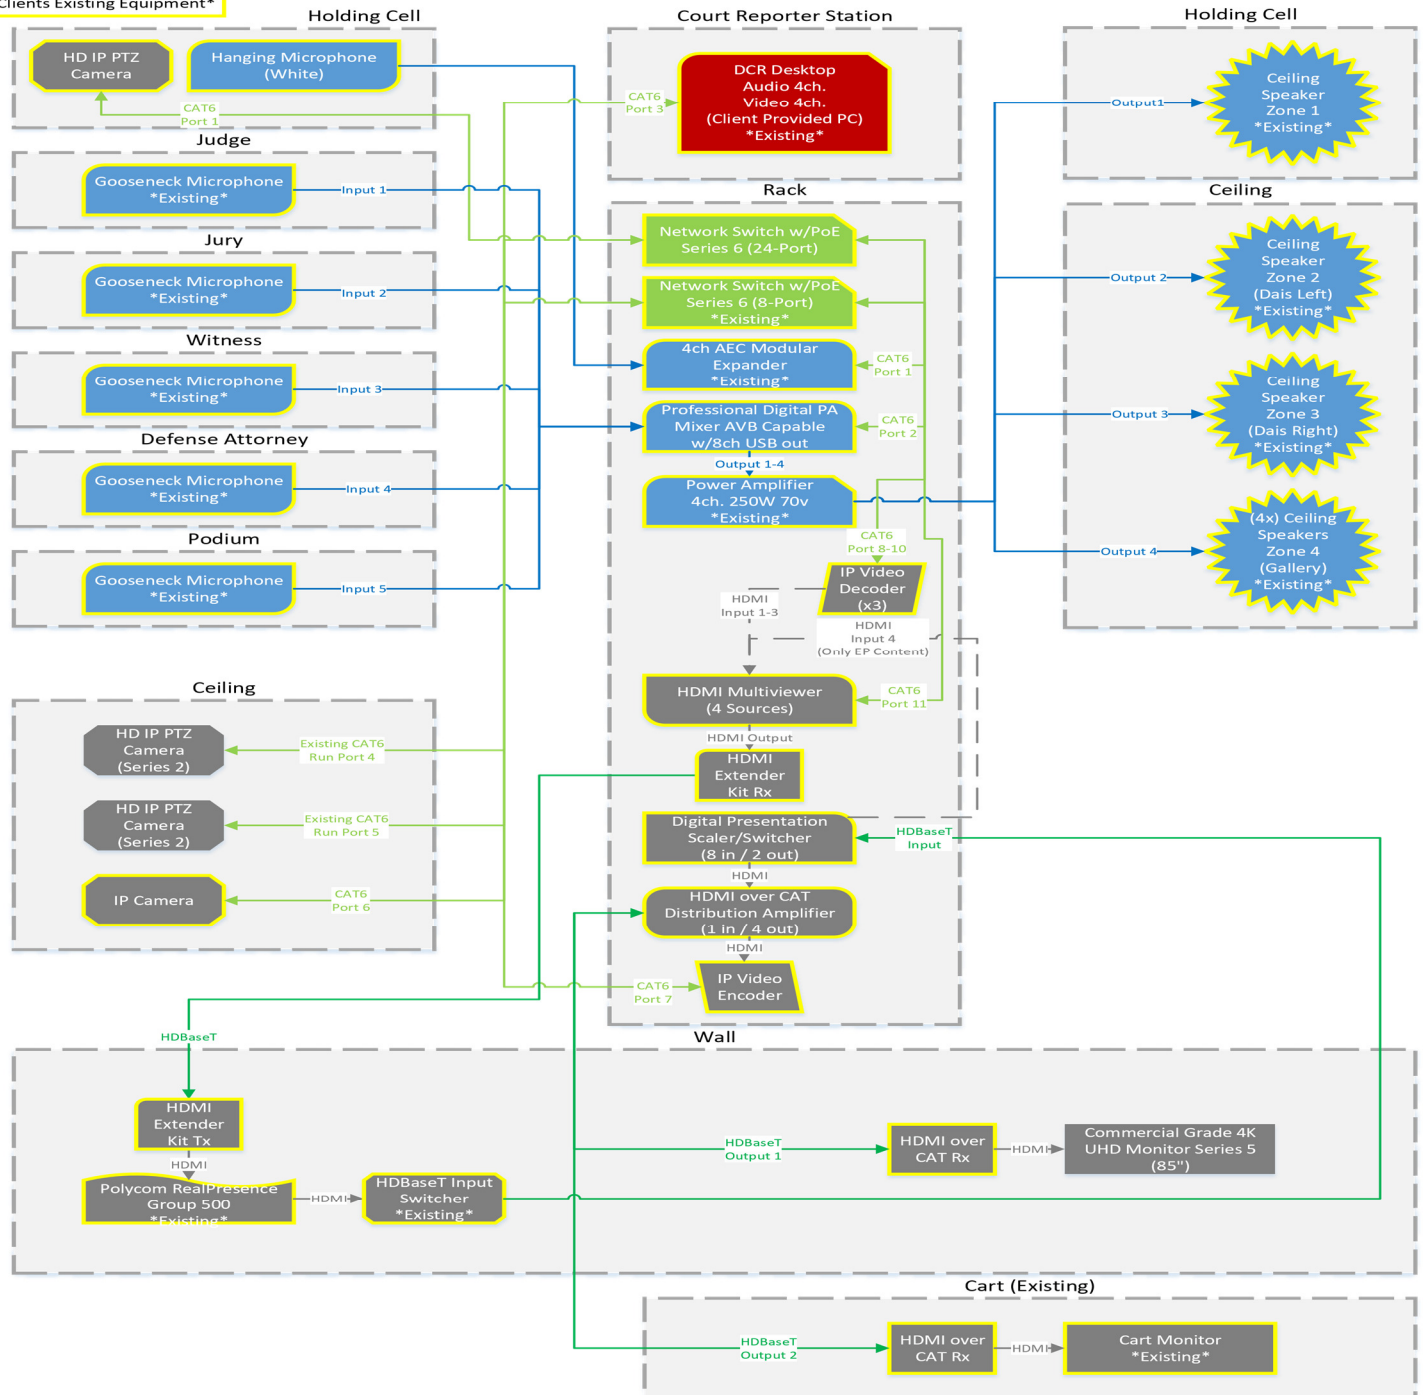 Clients Existing Equipment*
Holding Cell
HD IP PTZ
Camera
Hanging Microphone
(White)
CAT6
Port 1
Judge
Gooseneck Microphone
*Existing*
Input 1
Jury
Gooseneck Microphone
*Existing*
Input 2
Witness
Gooseneck Microphone
*Existing*
Input 3
Defense Attorney
Gooseneck Microphone
*Existing*
Input 4
Podium
Gooseneck Microphone
*Existing*
Input 5
Ceiling
HD IP PTZ
Camera
(Series 2)
Existing CAT6
Run Port 4
HD IP PTZ
Camera
(Series 2)
Existing CAT6
Run Port 5
IP Camera
CAT6
Port 6
Court Reporter Station
CAT6
Port 3
DCR Desktop
Audio 4ch.
Video 4ch.
(Client Provided PC)
*Existing*
Rack
Network Switch w/PoE
Series 6 (24-Port)
Network Switch w/PoE
Series 6 (8-Port)
*Existing*
4ch AEC Modular
Expander
*Existing*
CAT6
Port 1
Professional Digital PA
Mixer AVB Capable
w/8ch USB out
CAT6
Port 2
Output 1-4
Power Amplifier
4ch. 250W 70v
*Existing*
CAT6
Port 8-10
IP Video
Decoder
(x3)
HDMI
Input 1-3
HDMI
Input 4
(Only EP Content)
HDMI Multiviewer
(4 Sources)
CAT6
Port 11
HDMI Output
HDMI
Extender
Kit Rx
Digital Presentation
Scaler/Switcher
(8 in / 2 out)
HDBaseT
Input
HDMI
HDMI over CAT
Distribution Amplifier
(1 in / 4 out)
HDMI
IP Video
Encoder
CAT6
Port 7
Holding Cell
Output1
Ceiling
Speaker
Zone 1
*Existing*
Ceiling
Output 2
Ceiling
Speaker
Zone 2
(Dais Left)
*Existing*
Output 3
Ceiling
Speaker
Zone 3
(Dais Right)
*Existing*
Output 4
(4x) Ceiling
Speakers
Zone 4
(Gallery)
*Existing*
Wall
HDBaseT
HDMI
Extender
Kit Tx
HDMI
Polycom RealPresence
Group 500
*Existing*
HDMI
HDBaseT Input
Switcher
*Existing*
HDBaseT
Output 1
HDMI over
CAT Rx
HDMI
Commercial Grade 4K
UHD Monitor Series 5
(85")
Cart (Existing)
HDBaseT
Output 2
HDMI over
CAT Rx
HDMI
Cart Monitor
*Existing*